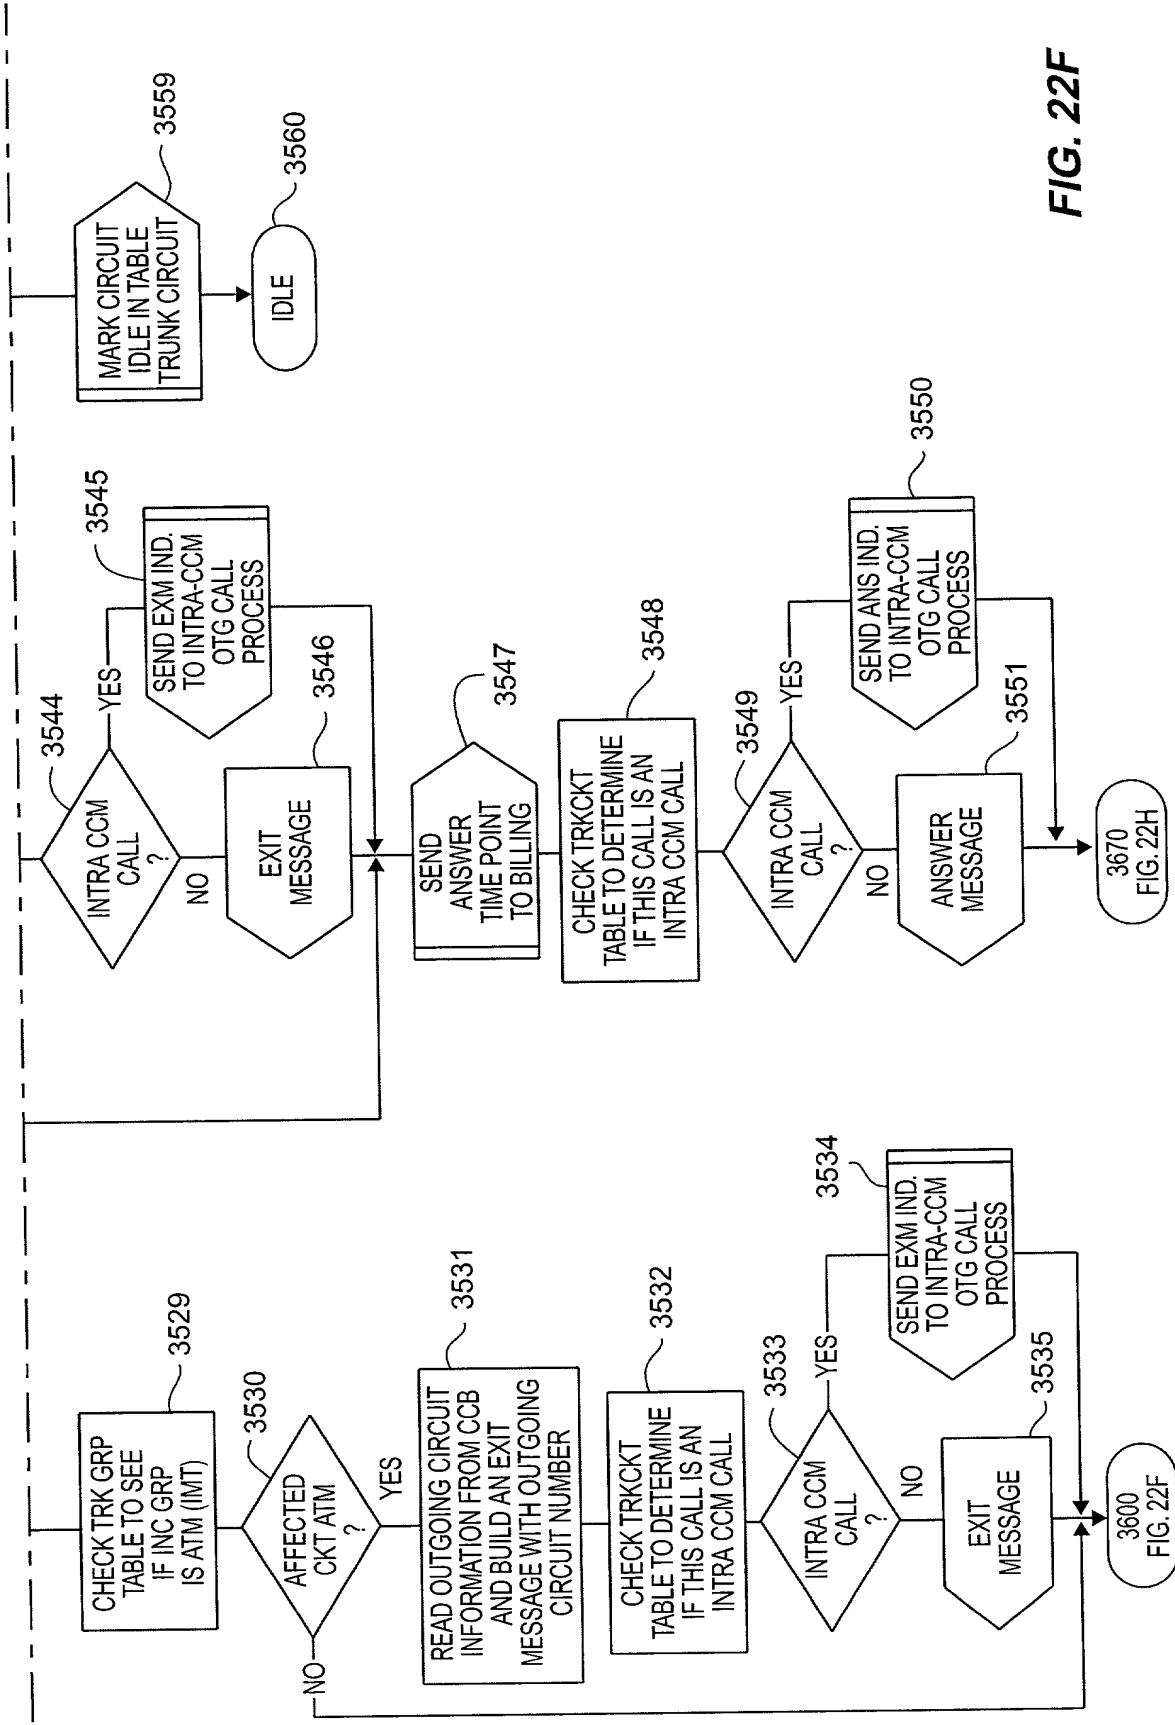 CHECK TRK GRP
TABLE TO SEE
IF INC GRP
IS ATM (IMT)
3529
AFFECTED
CKT ATM
?
3530
NO
YES
READ OUTGOING CIRCUIT
INFORMATION FROM CCB
AND BUILD AN EXIT
MESSAGE WITH OUTGOING
CIRCUIT NUMBER
3531
CHECK TRKCKT
TABLE TO DETERMINE
IF THIS CALL IS AN
INTRA CCM CALL
3532
INTRA CCM
CALL
?
3533
YES
NO
SEND EXM IND.
TO INTRA-CCM
OTG CALL
PROCESS
3534
EXIT
MESSAGE
3535
3600
FIG. 22F
INTRA CCM
CALL
?
3544
YES
NO
SEND EXM IND.
TO INTRA-CCM
OTG CALL
PROCESS
3545
EXIT
MESSAGE
3546
SEND
ANSWER
TIME POINT
TO BILLING
3547
CHECK TRKCKT
TABLE TO DETERMINE
IF THIS CALL IS AN
INTRA CCM CALL
3548
INTRA CCM
CALL
?
3549
YES
NO
SEND ANS IND.
TO INTRA-CCM
OTG CALL
PROCESS
3550
ANSWER
MESSAGE
3551
3670
FIG. 22H
MARK CIRCUIT
IDLE IN TABLE
TRUNK CIRCUIT
3559
IDLE
3560
FIG. 22F